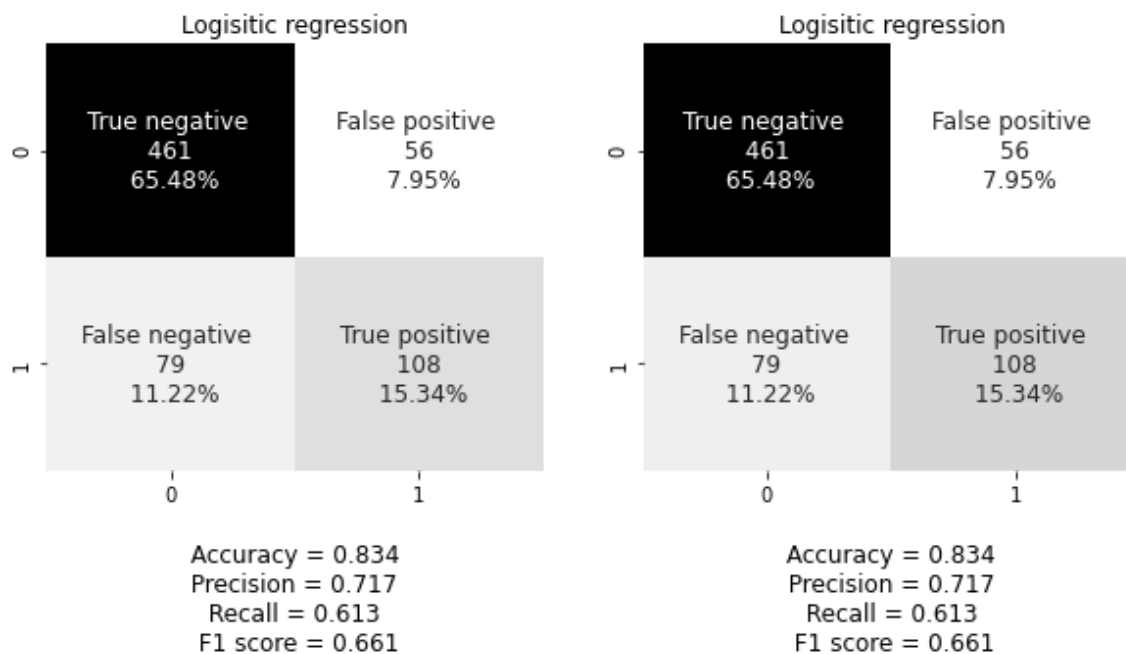 Logisitic regression
True negative
461
65.48%
False positive
56
7.95%
0
False negative
79
11.22%
True positive
108
15.34%
1
0
1
Accuracy = 0.834
Precision = 0.717
Recall = 0.613
F1 score = 0.661
Logisitic regression
True negative
461
65.48%
False positive
56
7.95%
0
False negative
79
11.22%
True positive
108
15.34%
1
0
1
Accuracy = 0.834
Precision = 0.717
Recall = 0.613
F1 score = 0.661